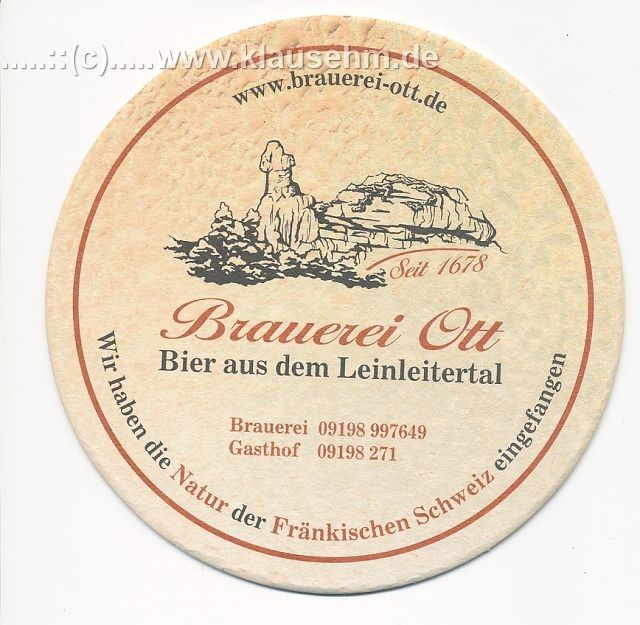 .....::(c).....www.klausehm.de
www.brauerei-ott.de
Seit 1678
Brauerei Ott
Bier aus dem Leinleitertal
Brauerei 09198 997649
Gasthof 09198 271
Wir haben die Natur der Fränkischen Schweiz eingefangen